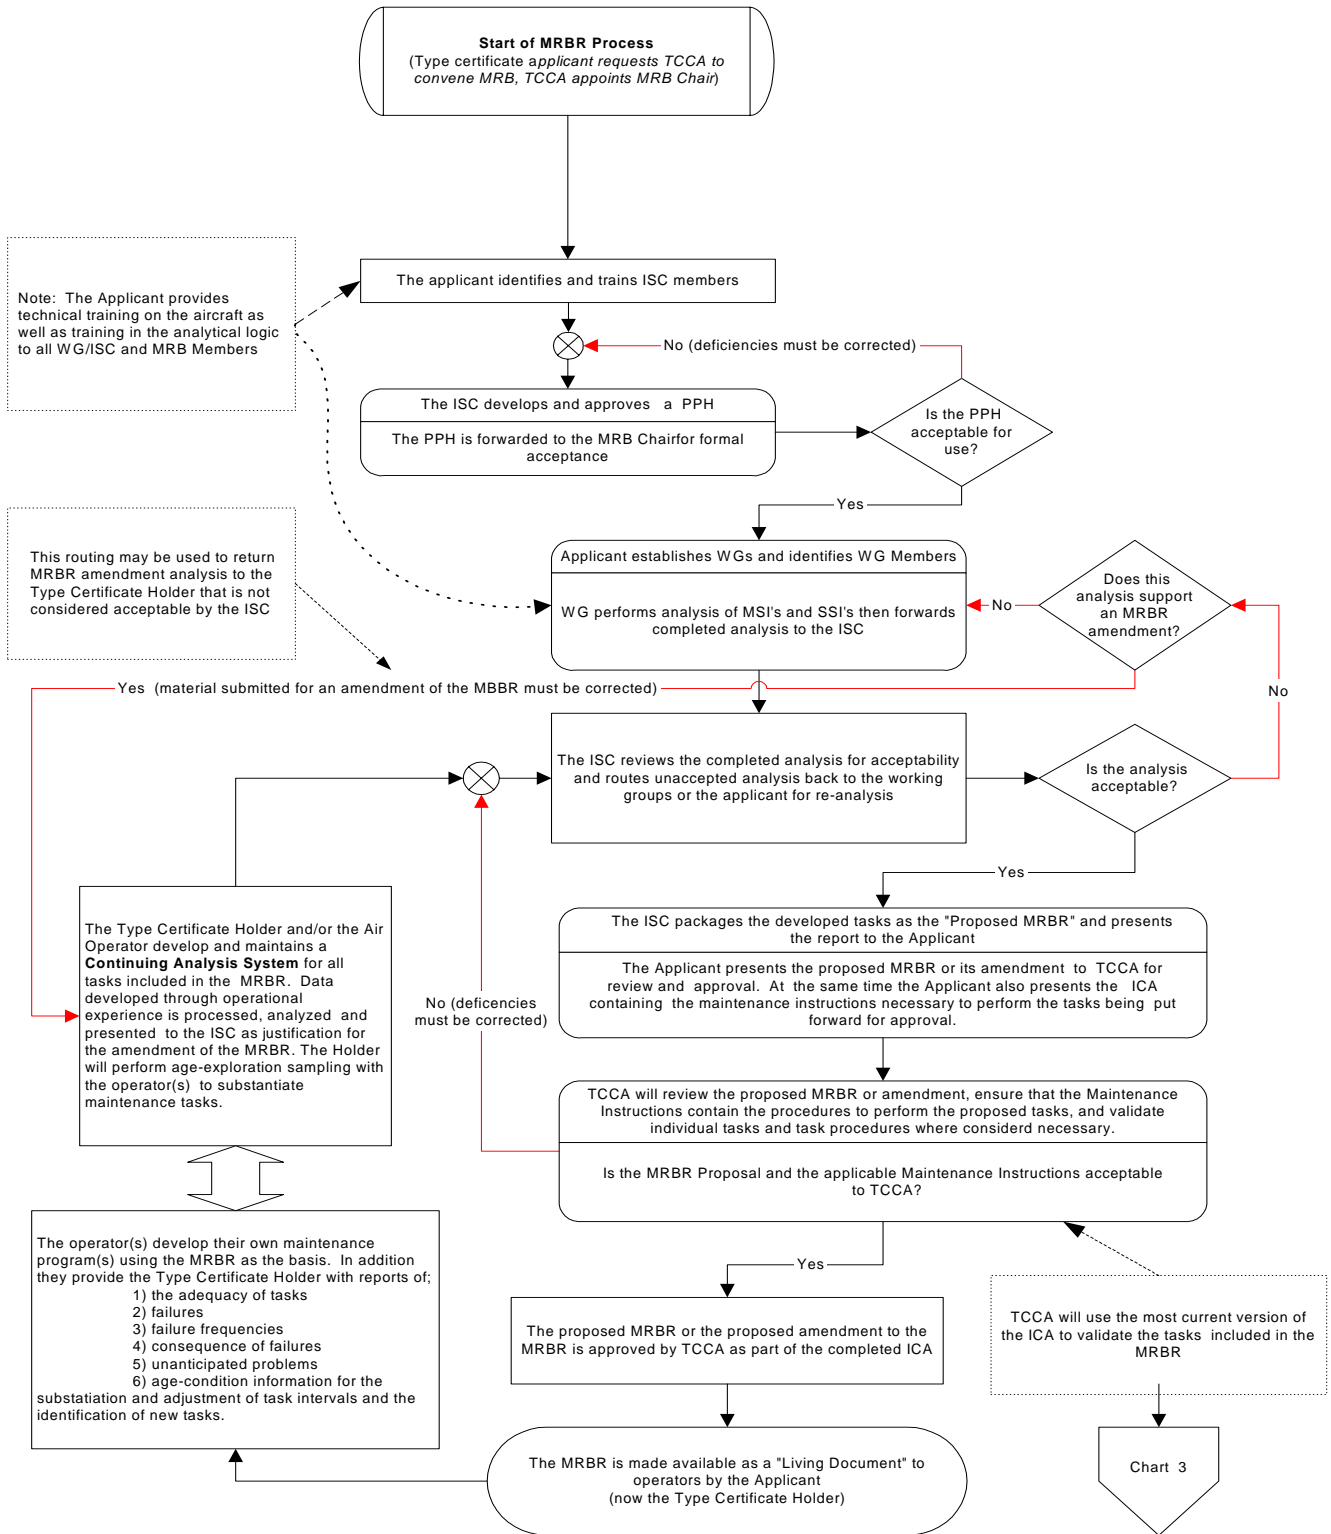 Start of MRBR Process
(Type certificate applicant requests TCCA to
convene MRB, TCCA appoints MRB Chair)
Note: The Applicant provides
technical training on the aircraft as
well as training in the analytical logic
to all WG/ISC and MRB Members
The applicant identifies and trains ISC members
No (deficiencies must be corrected)
The ISC develops and approves a PPH
The PPH is forwarded to the MRB Chairfor formal
acceptance
Is the PPH
acceptable for
use?
Yes
This routing may be used to return
MRBR amendment analysis to the
Type Certificate Holder that is not
considered acceptable by the ISC
Applicant establishes WGs and identifies WG Members
WG performs analysis of MSI's and SSI's then forwards
completed analysis to the ISC
No
Does this
analysis support
an MRBR
amendment?
Yes (material submitted for an amendment of the MBBR must be corrected)
No
The ISC reviews the completed analysis for acceptability
and routes unaccepted analysis back to the working
groups or the applicant for re-analysis
Is the analysis
acceptable?
Yes
The Type Certificate Holder and/or the Air
Operator develop and maintains a
Continuing Analysis System for all
tasks included in the MRBR. Data
developed through operational
experience is processed, analyzed and
presented to the ISC as justification for
the amendment of the MRBR. The Holder
will perform age-exploration sampling with
the operator(s) to substantiate
maintenance tasks.
No (deficencies
must be corrected)
The ISC packages the developed tasks as the "Proposed MRBR" and presents
the report to the Applicant
The Applicant presents the proposed MRBR or its amendment to TCCA for
review and approval. At the same time the Applicant also presents the ICA
containing the maintenance instructions necessary to perform the tasks being put
forward for approval.
TCCA will review the proposed MRBR or amendment, ensure that the Maintenance
Instructions contain the procedures to perform the proposed tasks, and validate
individual tasks and task procedures where considerd necessary.
Is the MRBR Proposal and the applicable Maintenance Instructions acceptable
to TCCA?
The operator(s) develop their own maintenance
program(s) using the MRBR as the basis. In addition
they provide the Type Certificate Holder with reports of;
1) the adequacy of tasks
2) failures
3) failure frequencies
4) consequence of failures
5) unanticipated problems
6) age-condition information for the
substatiation and adjustment of task intervals and the
identification of new tasks.
Yes
The proposed MRBR or the proposed amendment to the
MRBR is approved by TCCA as part of the completed ICA
TCCA will use the most current version of
the ICA to validate the tasks included in the
MRBR
The MRBR is made available as a "Living Document" to
operators by the Applicant
(now the Type Certificate Holder)
Chart 3